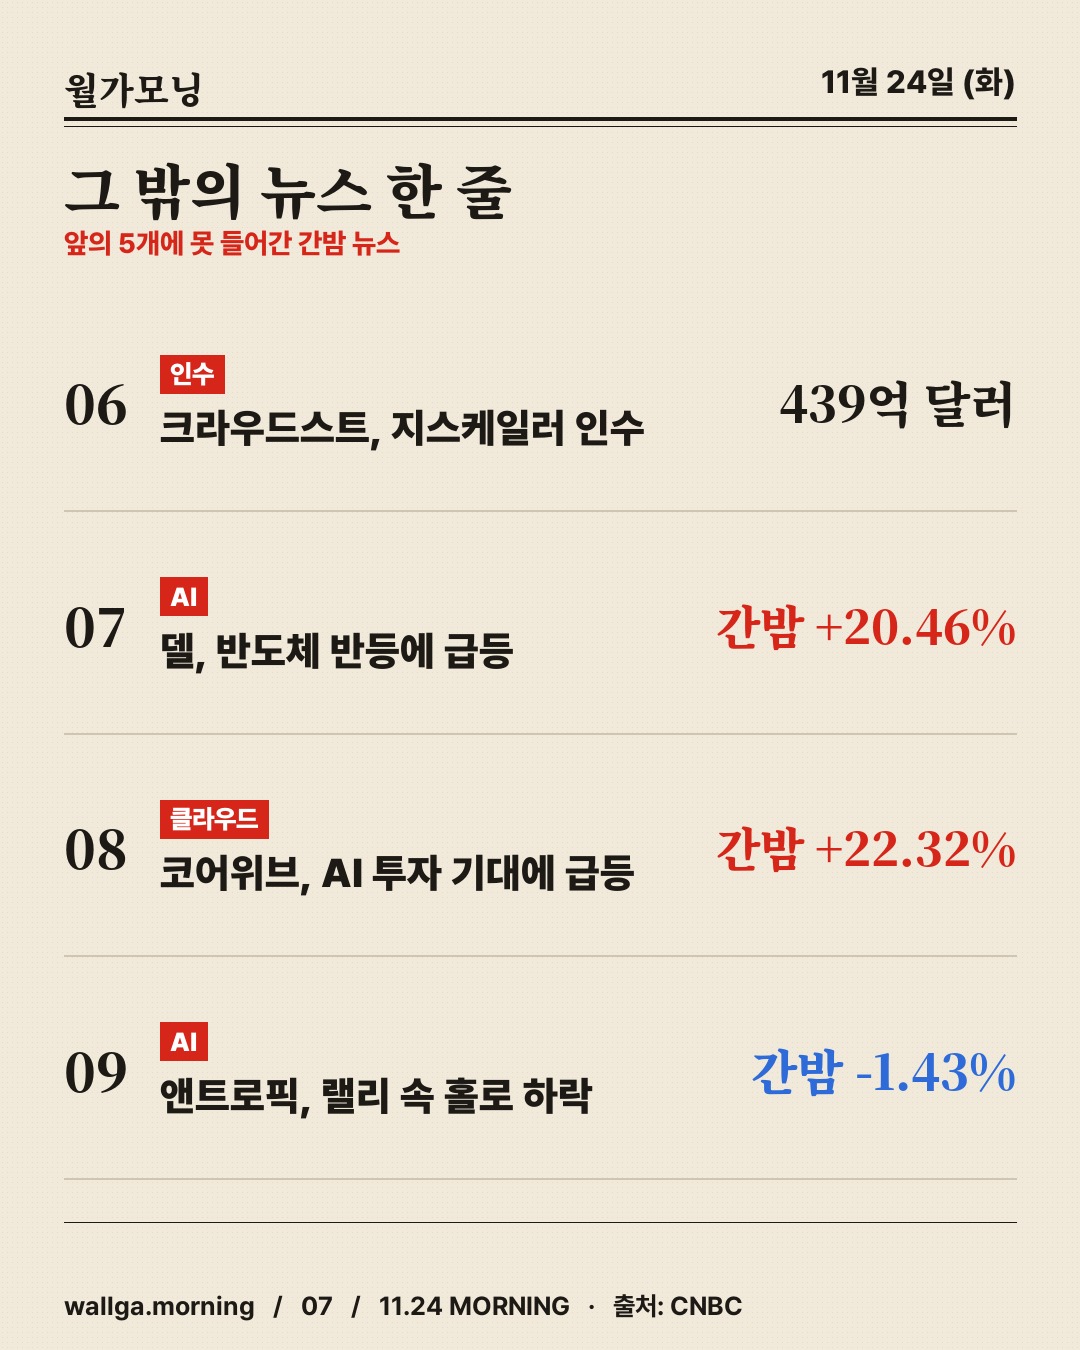 월가모닝
11월 24일 (화)
그 밖의 뉴스 한 줄
앞의 5개에 못 들어간 간밤 뉴스
06
인수
크라우드스트, 지스케일러 인수
439억 달러
07
AI
델, 반도체 반등에 급등
간밤 +20.46%
08
클라우드
코어위브, AI 투자 기대에 급등
간밤 +22.32%
09
AI
앤트로픽, 랠리 속 홀로 하락
간밤 -1.43%
wallga.morning / 07 / 11.24 MORNING · 출처: CNBC